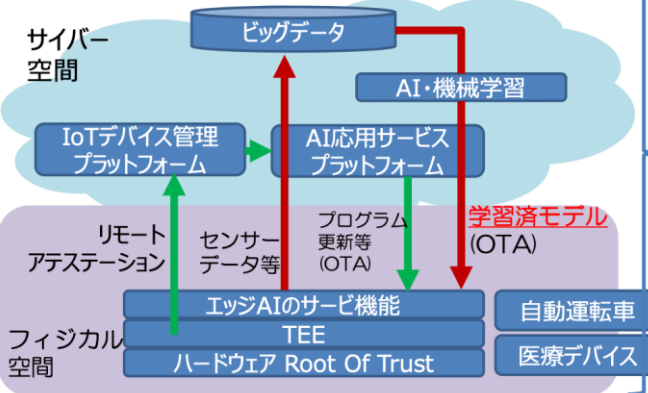 サイバー
空間
ビッグデータ
AI・機械学習
IoTデバイス管理
プラットフォーム
AI応用サービス
プラットフォーム
リモート
アテステーション
センサー
データ等
プログラム
更新等
(OTA)
学習済モデル
(OTA)
エッジAIのサービ機能
TEE
ハードウェア Root Of Trust
フィジカル
空間
自動運転車
医療デバイス